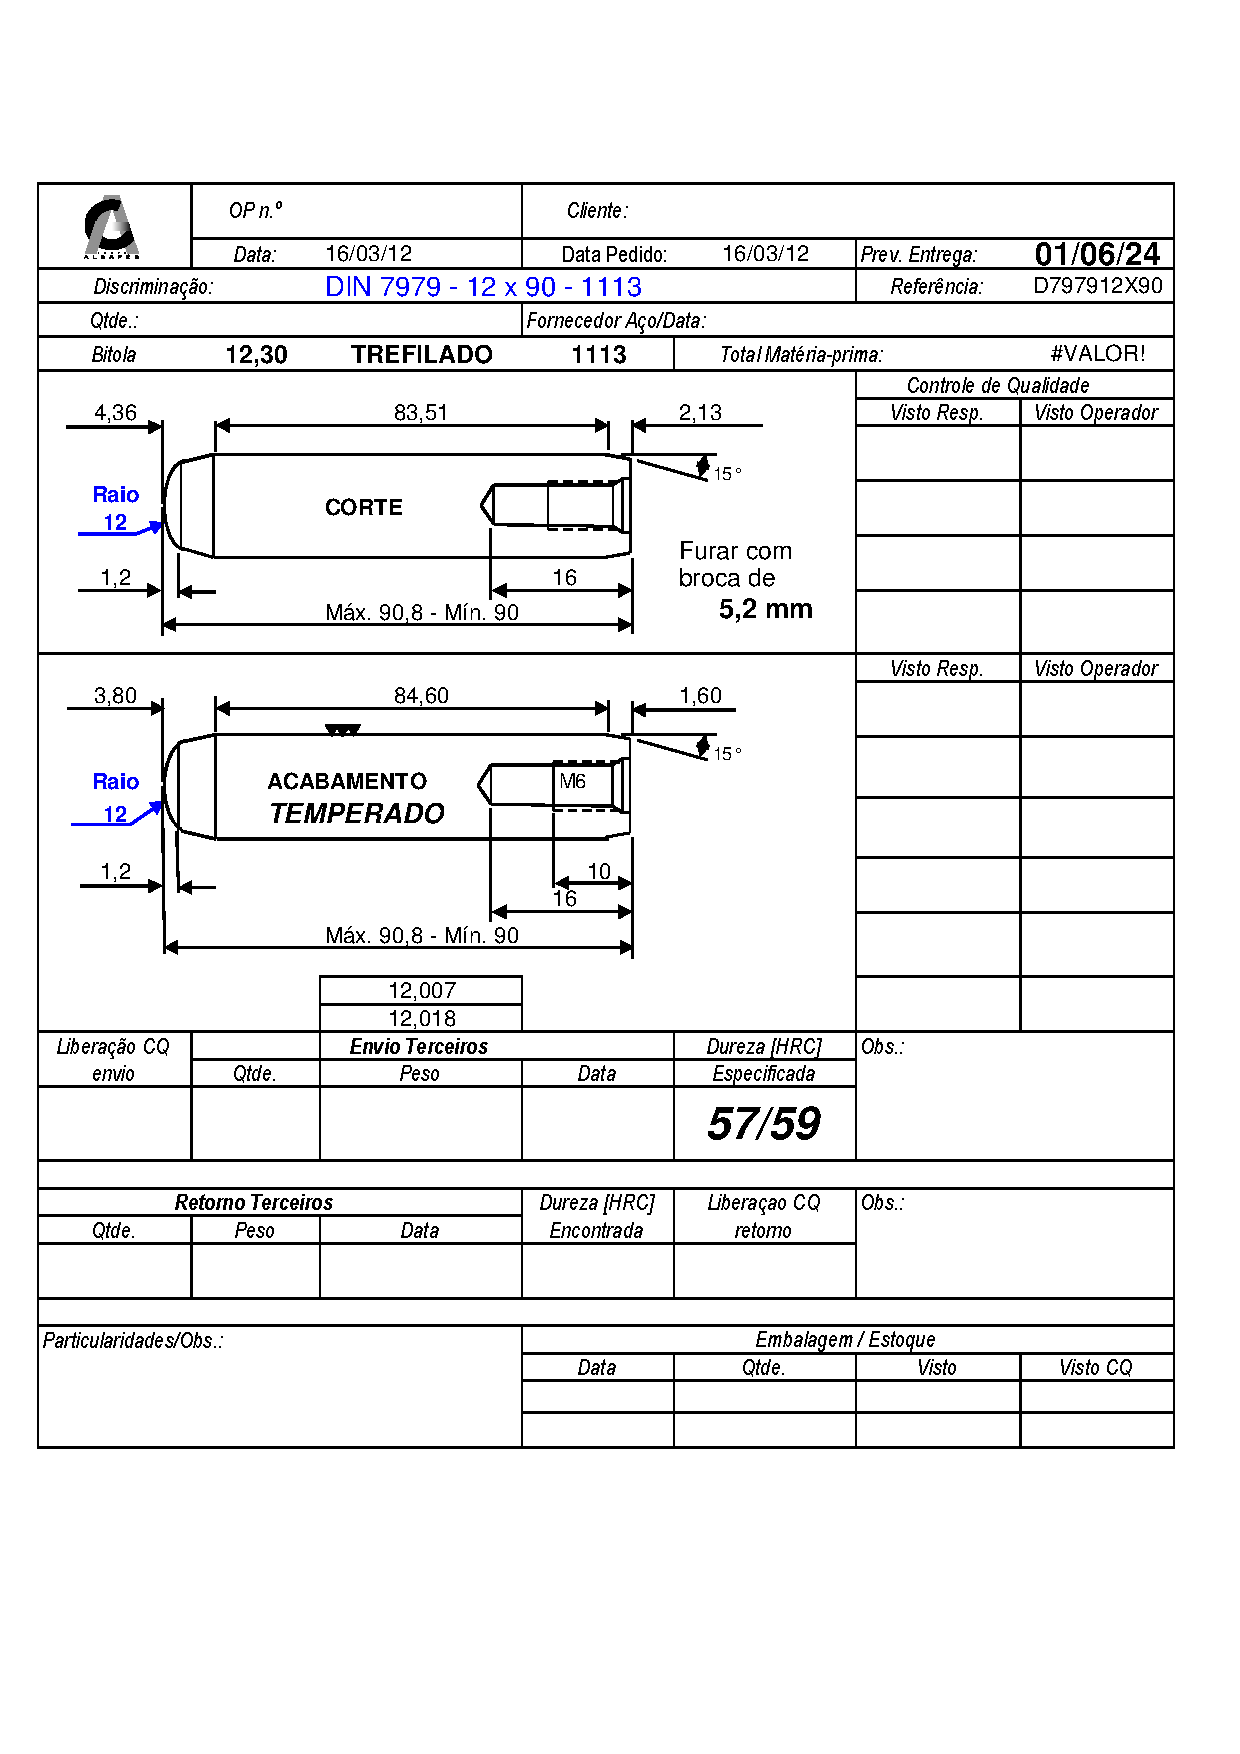 ALBAPES
OP n.º Cliente:
Data: 16/03/12 Data Pedido: 16/03/12 Prev. Entrega: 01/06/24
Discriminação: DIN 7979 - 12 x 90 - 1113 Referência: D797912X90
Qtde.: Fornecedor Aço/Data:
Bitola 12,30 TREFILADO 1113 Total Matéria-prima: #VALOR!
Controle de Qualidade
4,36 83,51 2,13 Visto Resp. Visto Operador
15°
Raio
12
CORTE
Furar com
broca de
5,2 mm
1,2 16
Máx. 90,8 - Mín. 90
Visto Resp. Visto Operador
3,80 84,60 1,60
15°
Raio
12
ACABAMENTO M6
TEMPERADO
1,2 10
16
Máx. 90,8 - Mín. 90
12,007
12,018
Liberação CQ Envio Terceiros Dureza [HRC] Obs.:
envio Qtde. Peso Data Especificada
57/59
Retorno Terceiros Dureza [HRC] Liberaçao CQ Obs.:
Qtde. Peso Data Encontrada retorno
Particularidades/Obs.: Embalagem / Estoque
Data Qtde. Visto Visto CQ